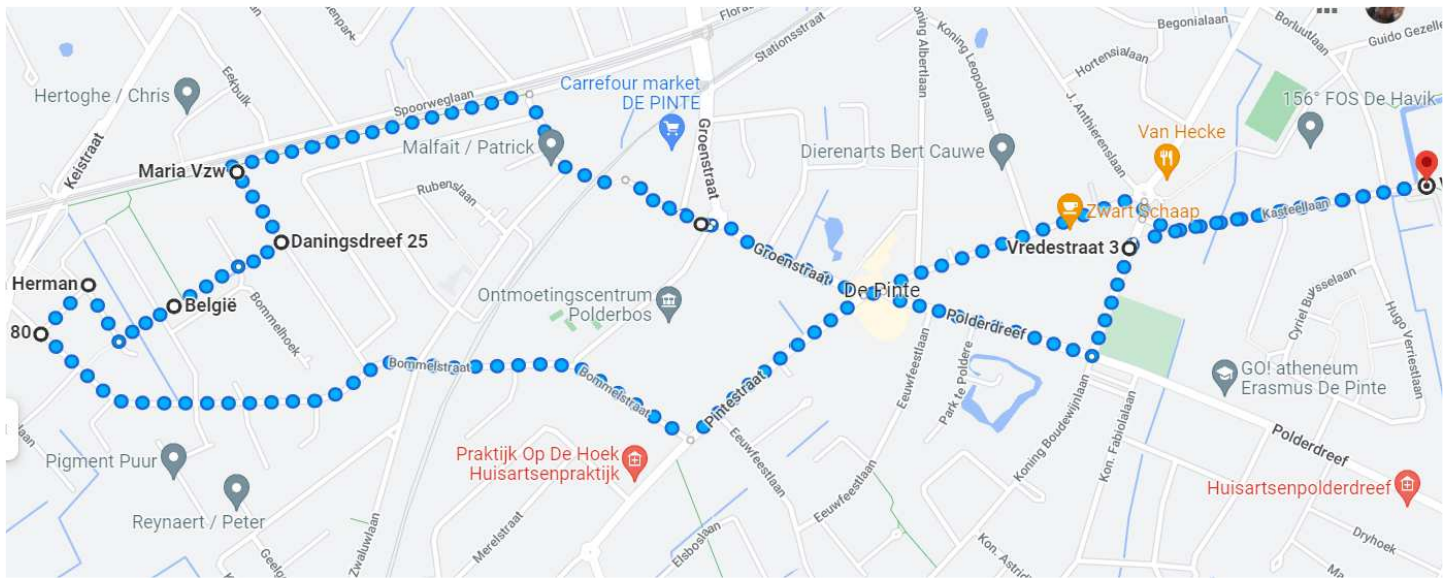 Floras
Stationsstraat
Koning Albertlaan
Koning Leopoldlaan
Begonialaan
Borluutlaan
Guido Gezelle
Hortensialaan
Eekbulk
Hertoghe / Chris
Spoorweglaan
Carrefour market
DE PINTE
J. Anthierenslaan
156° FOS De Havik
Keistraat
Malfait / Patrick
Groenstraat
Dierenarts Bert Cauwe
Van Hecke
Maria Vzw
Rubenslaan
Zwart Schaap
Kasteellaan
Daningsdreef 25
Groenstraat
Vredestraat 3
Herman
België
Bommelhoek
Ontmoetingscentrum
Polderbos
De Pinte
Polderdreef
Cyriel Buysselaan
Hugo Verriestlaan
80
Bommelstraat
Bommelstraat
Pintestraat
Eeuwfeestlaan
Park te Poldere
GO! atheneum
Erasmus De Pinte
Koning Boudewijnlaan
Kon. Fabiolalaan
Polderdreef
Pigment Puur
Praktijk Op De Hoek
Huisartsenpraktijk
Eeuwfeestlaan
Eeuwfeestlaan
Huisartsenpolderdreef
Reynaert / Peter
Zwaluwlaan
Merelstraat
Elsboslaan
Kon. Astrid
Dryhoek